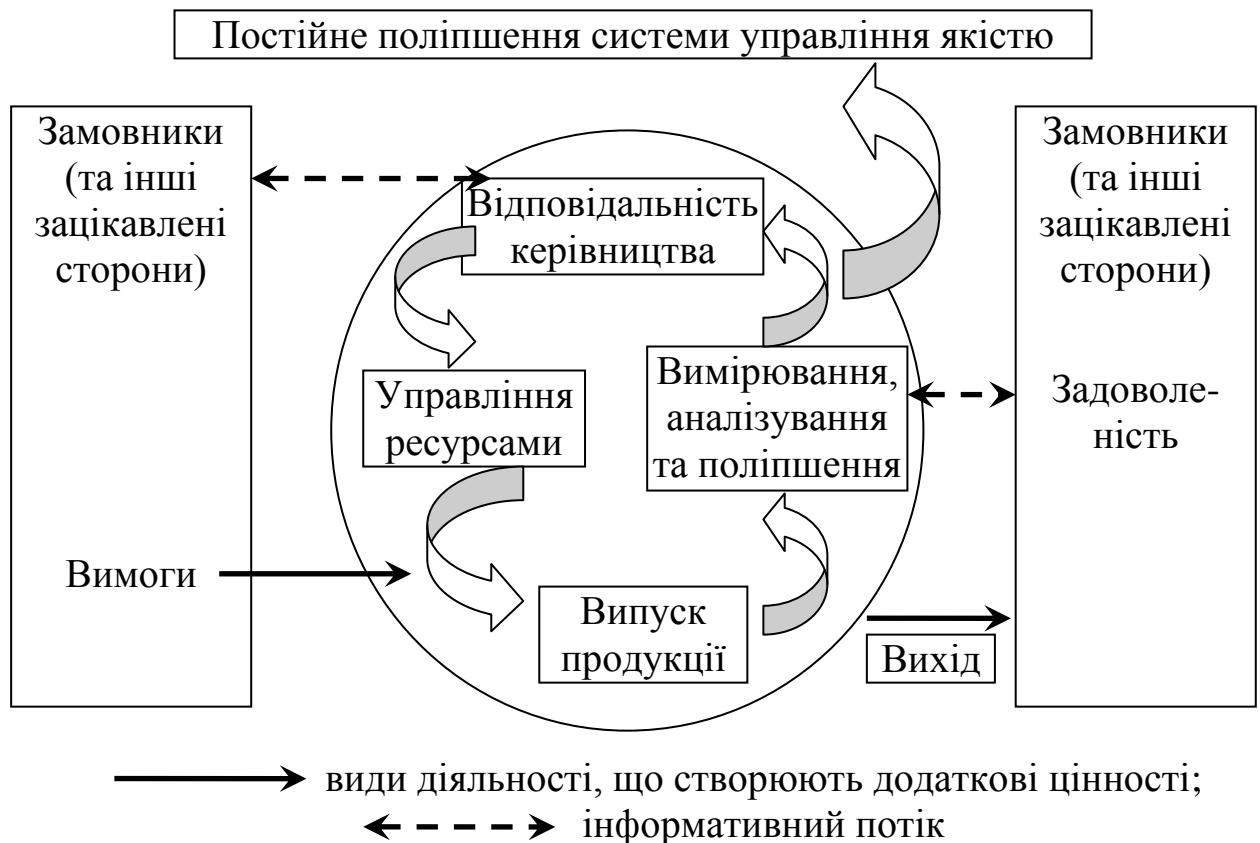 Постійне поліпшення системи управління якістю
Замовники
(та інші
зацікавлені
сторони)
Вимоги
Відповідальність
керівництва
Управління
ресурсами
Випуск
продукції
Вимірювання,
аналізування
та поліпшення
Вихід
Замовники
(та інші
зацікавлені
сторони)
Задоволе-
ність
види діяльності, що створюють додаткові цінності;
інформативний потік